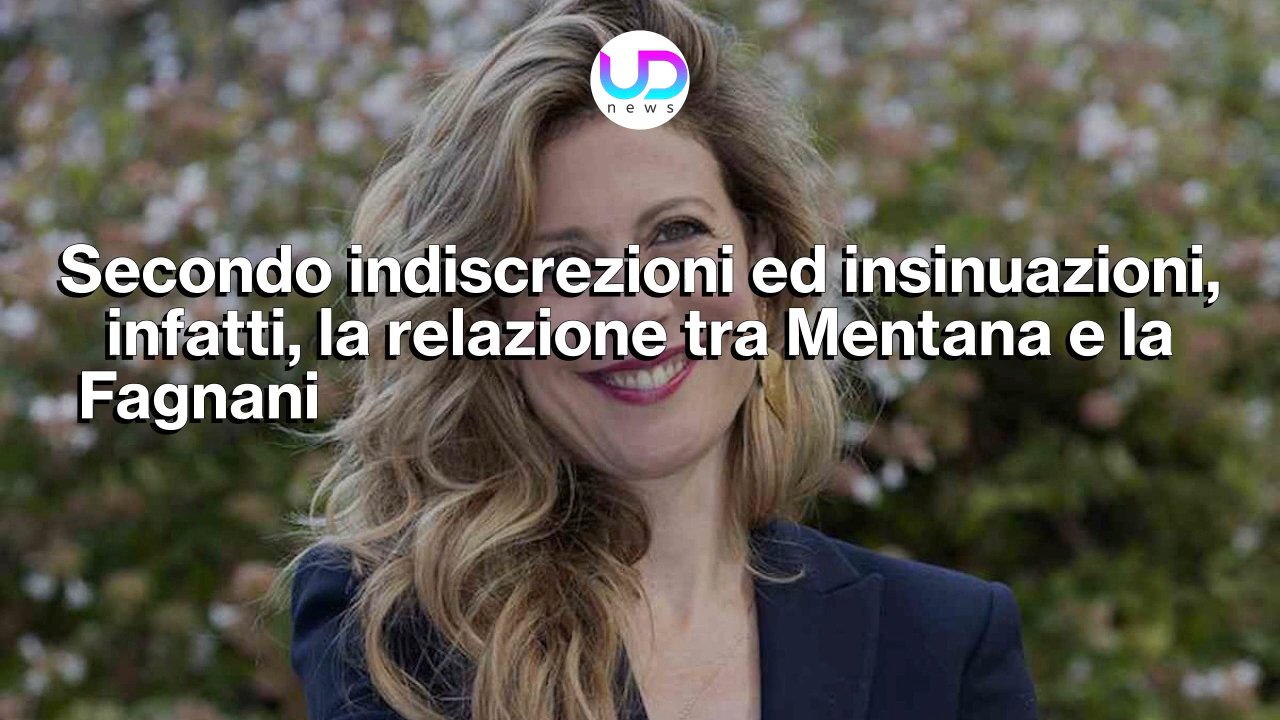 UD
news
Secondo indiscrezioni ed insinuazioni,
infatti, la relazione tra Mentana e la
Fagnani